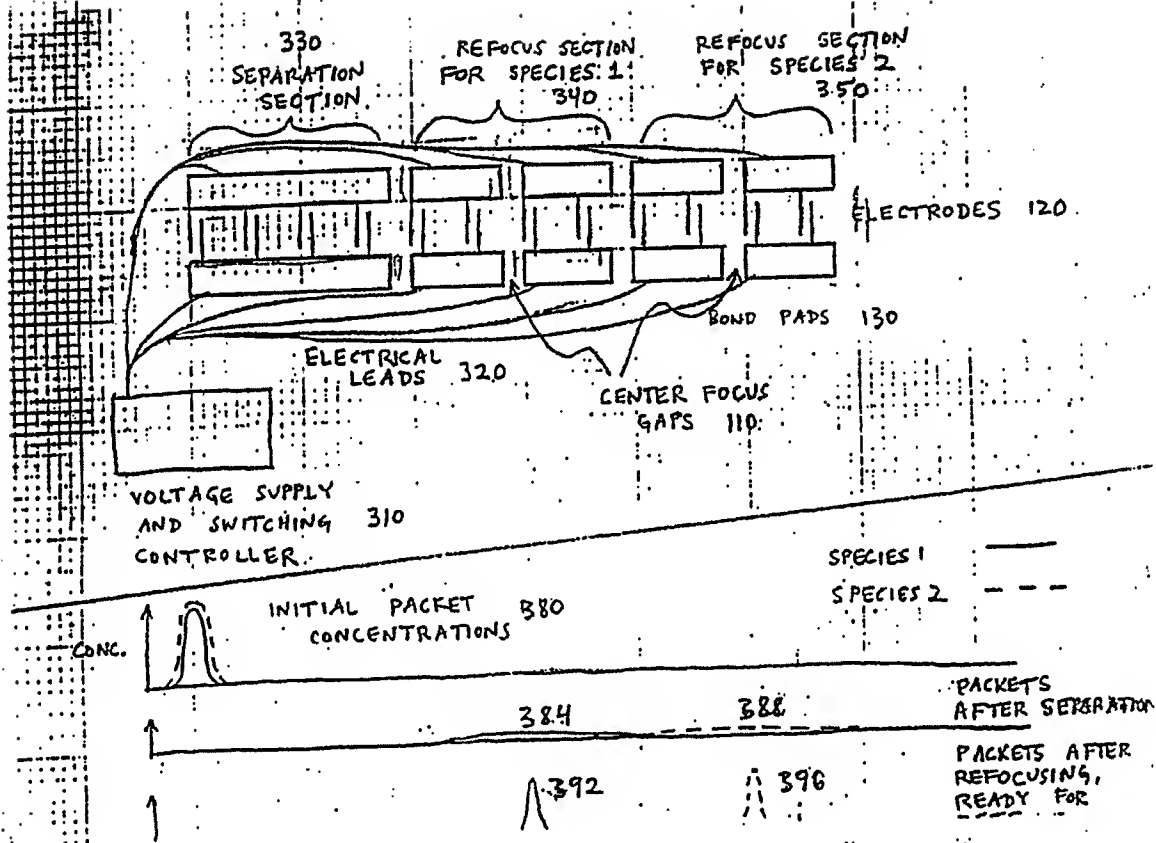 330
SEPARATION
SECTION
REFOCUS SECTION
FOR SPECIES 1
340
REFOCUS SECTION
FOR SPECIES 2
350
ELECTRODES 120
BOND PADS 130
ELECTRICAL
LEADS 320
CENTER FOCUS
GAPS 110
VOLTAGE SUPPLY
AND SWITCHING 310
CONTROLLER
SPECIES 1
SPECIES 2
INITIAL PACKET 380
CONCENTRATIONS
CONC.
PACKETS
AFTER SEPERATION
384
388
PACKETS AFTER
REFOCUSING,
READY FOR
392
396